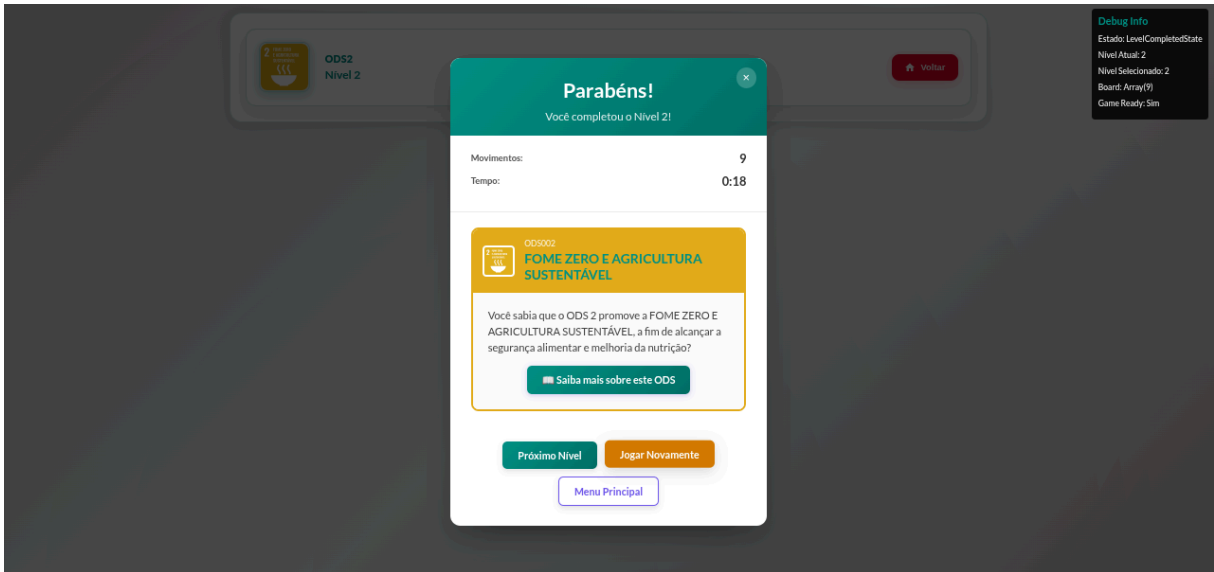 ODS2
Nível 2
Voltar
Debug Info
Estado: LevelCompletedState
Nível Atual: 2
Nível Selecionado: 2
Board: Array(9)
Game Ready: Sim
Parabéns!
×
Você completou o Nível 2!
Movimentos: 9
Tempo: 0:18
2
ODS002
FOME ZERO E AGRICULTURA
SUSTENTÁVEL
Você sabia que o ODS 2 promove a FOME ZERO E
AGRICULTURA SUSTENTÁVEL, a fim de alcançar a
segurança alimentar e melhoria da nutrição?
Saiba mais sobre este ODS
Próximo Nível
Jogar Novamente
Menu Principal